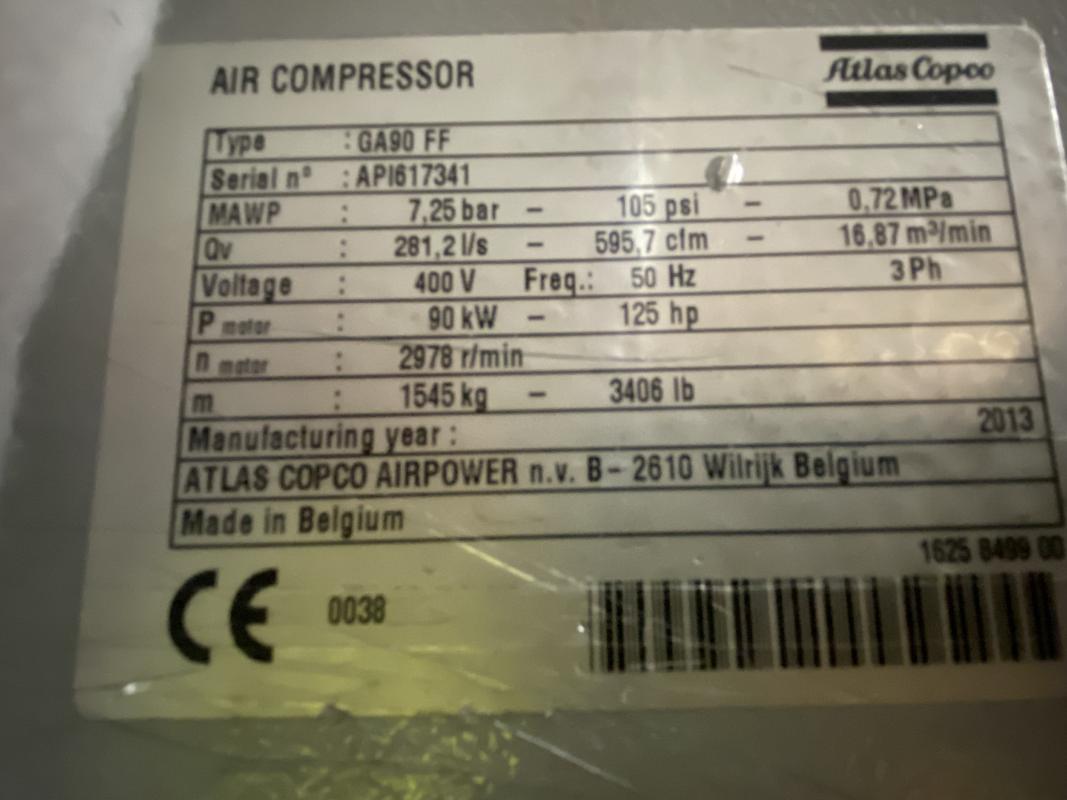 AIR COMPRESSOR
Atlas Copco
Type : GA90 FF
Serial n° : API617341
MAWP : 7,25 bar – 105 psi – 0,72 MPa
Qv : 281,2 l/s – 595,7 cfm – 16,87 m³/min
Voltage : 400 V Freq.: 50 Hz 3 Ph
P motor : 90 kW – 125 hp
n motor : 2978 r/min
m : 1545 kg – 3406 lb
Manufacturing year : 2013
ATLAS COPCO AIRPOWER n.v. B – 2610 Wilrijk Belgium
Made in Belgium
1625 8499 00
CE 0038